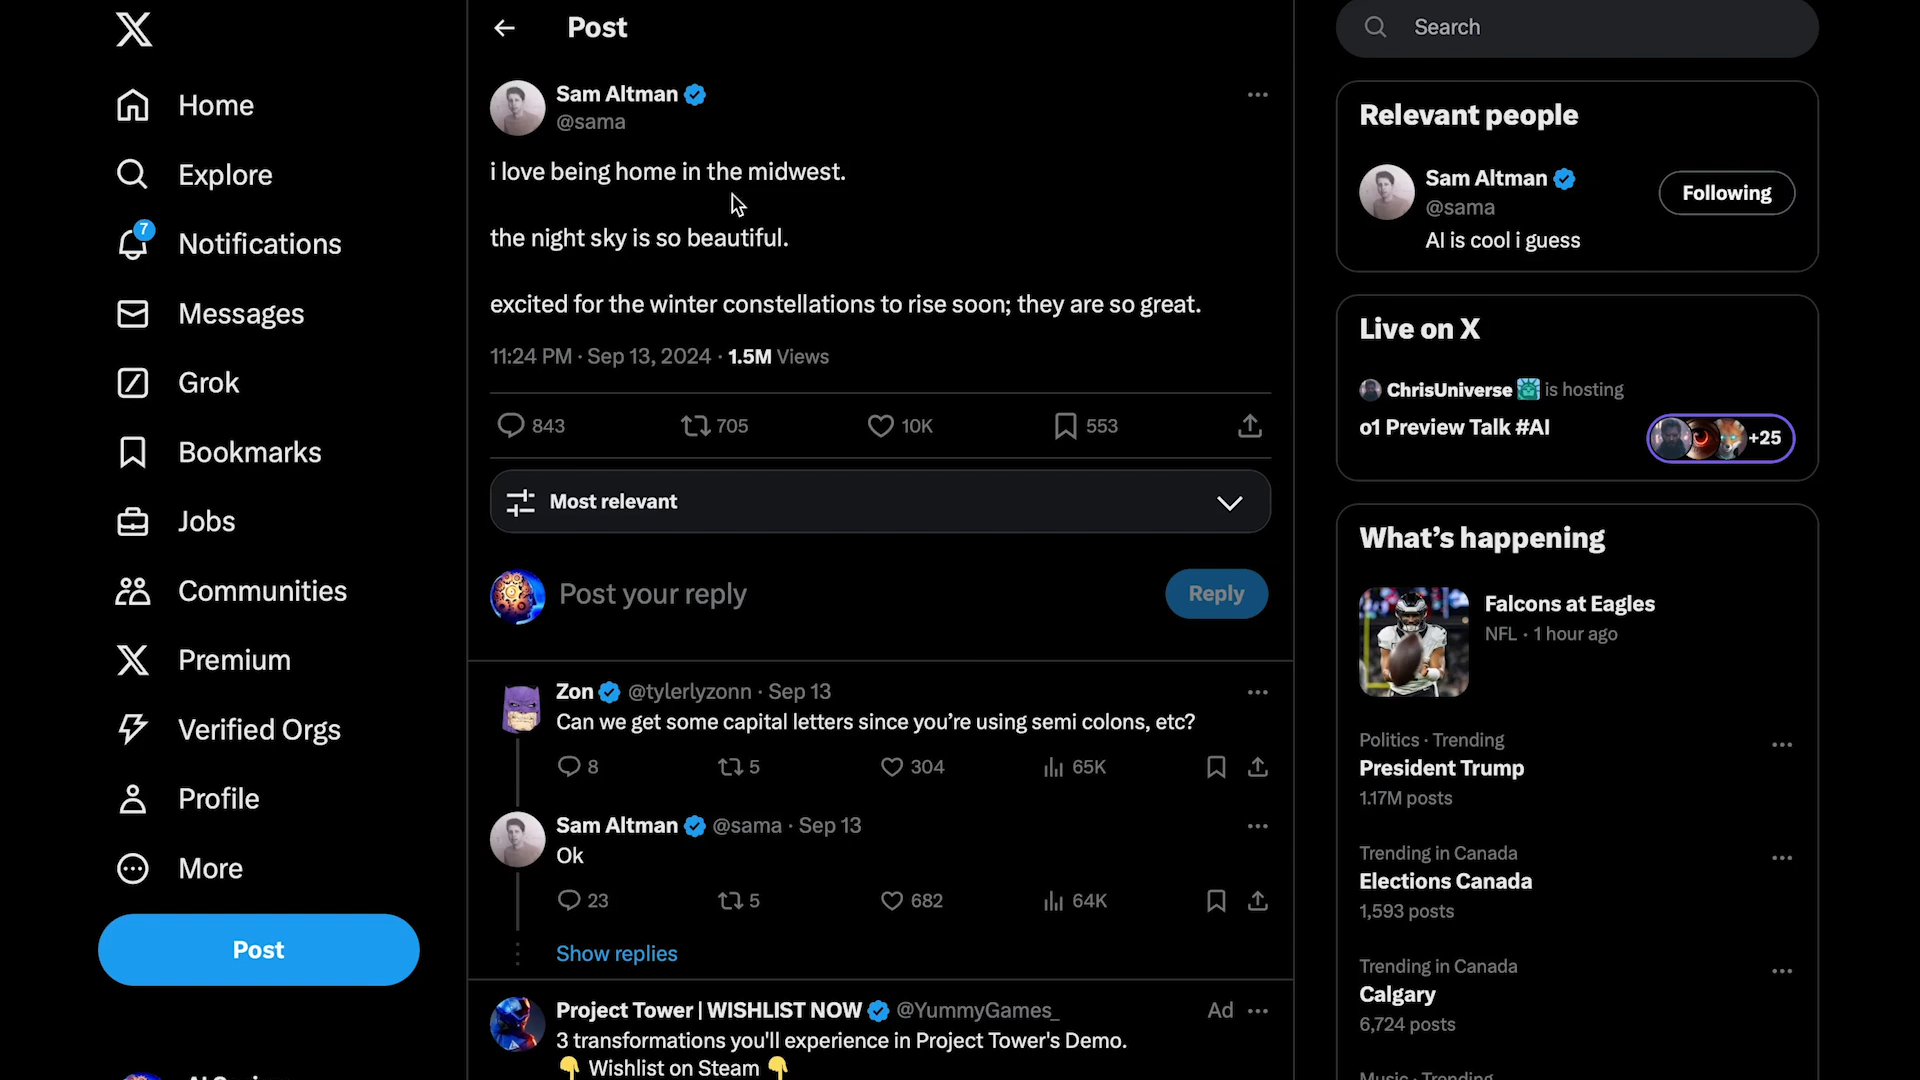 Home
Explore
7
Notifications
Messages
Grok
Bookmarks
Jobs
Communities
Premium
Verified Orgs
Profile
More
Post
Post
Sam Altman
@sama
i love being home in the midwest.
the night sky is so beautiful.
excited for the winter constellations to rise soon; they are so great.
11:24 PM · Sep 13, 2024 · 1.5M Views
843 705 10K 553
Most relevant
Post your reply
Reply
Zon @tylerlyzonn · Sep 13
Can we get some capital letters since you’re using semi colons, etc?
8 5 304 65K
Sam Altman @sama · Sep 13
Ok
23 5 682 64K
Show replies
Project Tower | WISHLIST NOW @YummyGames_ Ad
3 transformations you'll experience in Project Tower's Demo.
👇 Wishlist on Steam 👇
Search
Relevant people
Sam Altman
@sama
Following
AI is cool i guess
Live on X
ChrisUniverse is hosting
o1 Preview Talk #AI
+25
What’s happening
Falcons at Eagles
NFL · 1 hour ago
Politics · Trending
President Trump
1.17M posts
Trending in Canada
Elections Canada
1,593 posts
Trending in Canada
Calgary
6,724 posts
Music · Trending